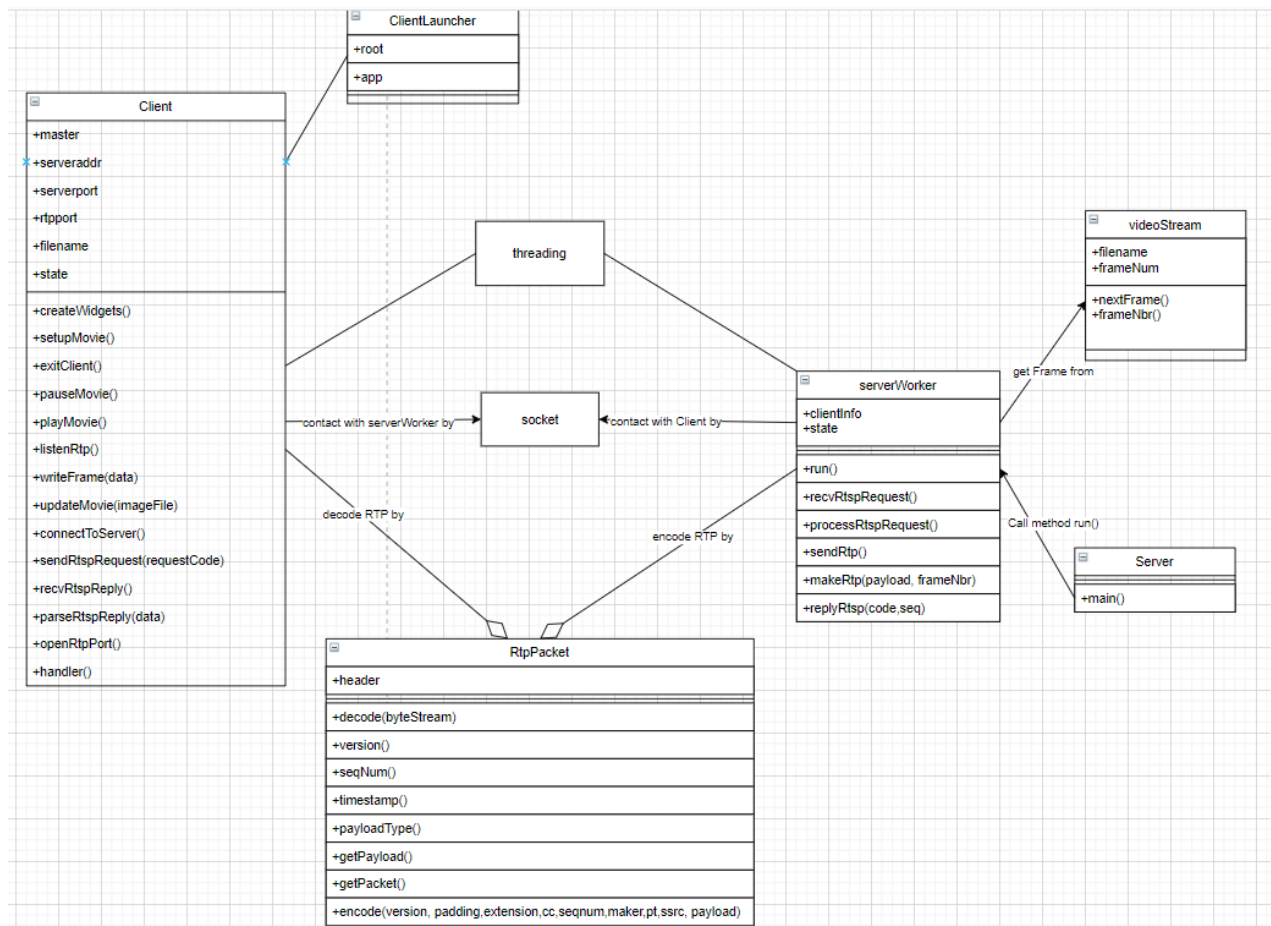 ClientLauncher
+root
+app
Client
+master
+serveraddr
+serverport
+rtpport
+filename
+state
+createWidgets()
+setupMovie()
+exitClient()
+pauseMovie()
+playMovie()
+listenRtp()
+writeFrame(data)
+updateMovie(imageFile)
+connectToServer()
+sendRtspRequest(requestCode)
+recvRtspReply()
+parseRtspReply(data)
+openRtpPort()
+handler()
threading
contact with serverWorker by
socket
contact with Client by
decode RTP by
encode RTP by
videoStream
+filename
+frameNum
+nextFrame()
+frameNbr()
get Frame from
serverWorker
+clientInfo
+state
+run()
+recvRtspRequest()
+processRtspRequest()
+sendRtp()
+makeRtp(payload, frameNbr)
+replyRtsp(code,seq)
Call method run()
Server
+main()
RtpPacket
+header
+decode(byteStream)
+version()
+seqNum()
+timestamp()
+payloadType()
+getPayload()
+getPacket()
+encode(version, padding,extension,cc,seqnum,maker,pt,ssrc, payload)